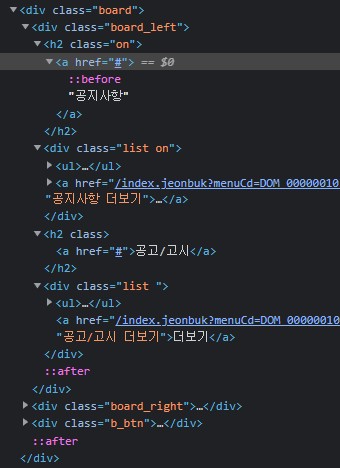 ▼<div class="board">
▼<div class="board_left">
▼<h2 class="on">
▼<a href="#"> == $0
::before
"공지사항"
</a>
</h2>
▼<div class="list on">
▶<ul>…</ul>
▶<a href="/index.jeonbuk?menuCd=DOM_00000010
"공지사항 더보기">…</a>
</div>
▼<h2 class>
<a href="#">공고/고시</a>
</h2>
▼<div class="list ">
▶<ul>…</ul>
<a href="/index.jeonbuk?menuCd=DOM_00000010
"공고/고시 더보기">더보기</a>
</div>
::after
</div>
▶<div class="board_right">…</div>
▶<div class="b_btn">…</div>
::after
</div>